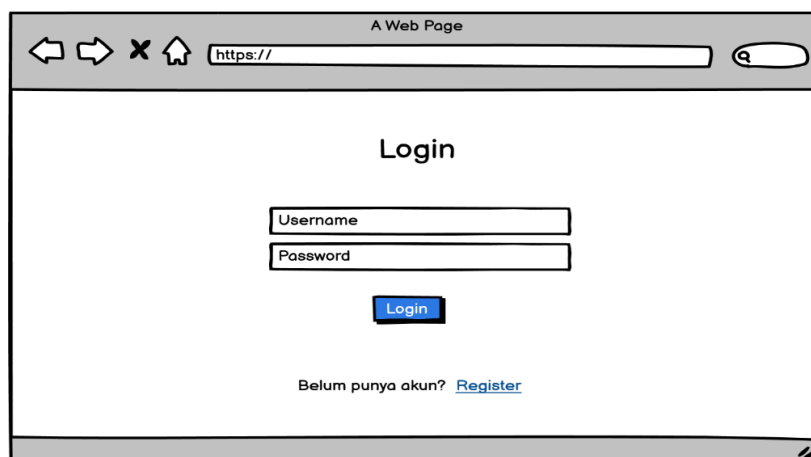 A Web Page
https://
Login
Username
Password
Login
Belum punya akun? Register